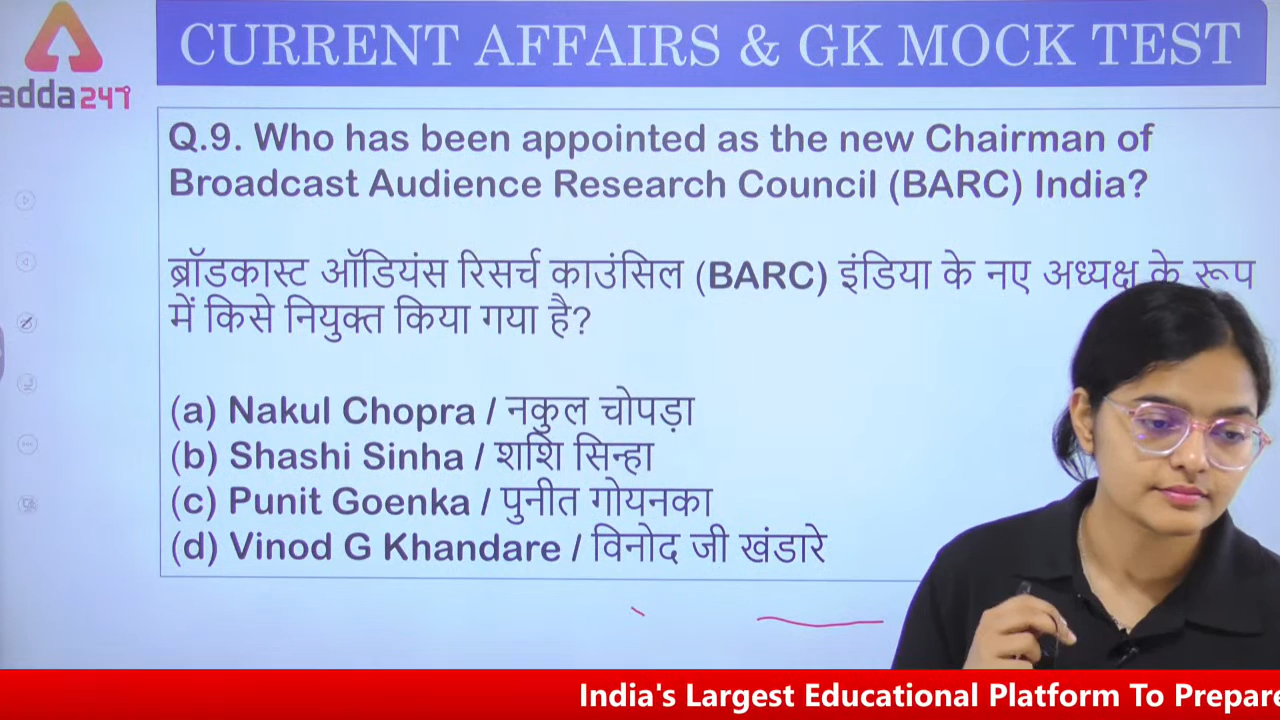 CURRENT AFFAIRS & GK MOCK TEST
adda247
Q.9. Who has been appointed as the new Chairman of
Broadcast Audience Research Council (BARC) India?
ब्रॉडकास्ट ऑडियंस रिसर्च काउंसिल (BARC) इंडिया के नए अध्यक्ष के रूप
में किसे नियुक्त किया गया है?
(a) Nakul Chopra / नकुल चोपड़ा
(b) Shashi Sinha / शशि सिन्हा
(c) Punit Goenka / पुनीत गोयनका
(d) Vinod G Khandare / विनोद जी खंडारे
India's Largest Educational Platform To Prepare